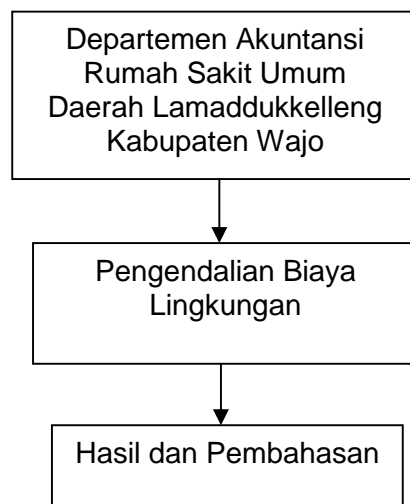 Departemen Akuntansi
Rumah Sakit Umum
Daerah Lamaddukkelleng
Kabupaten Wajo
Pengendalian Biaya
Lingkungan
Hasil dan Pembahasan